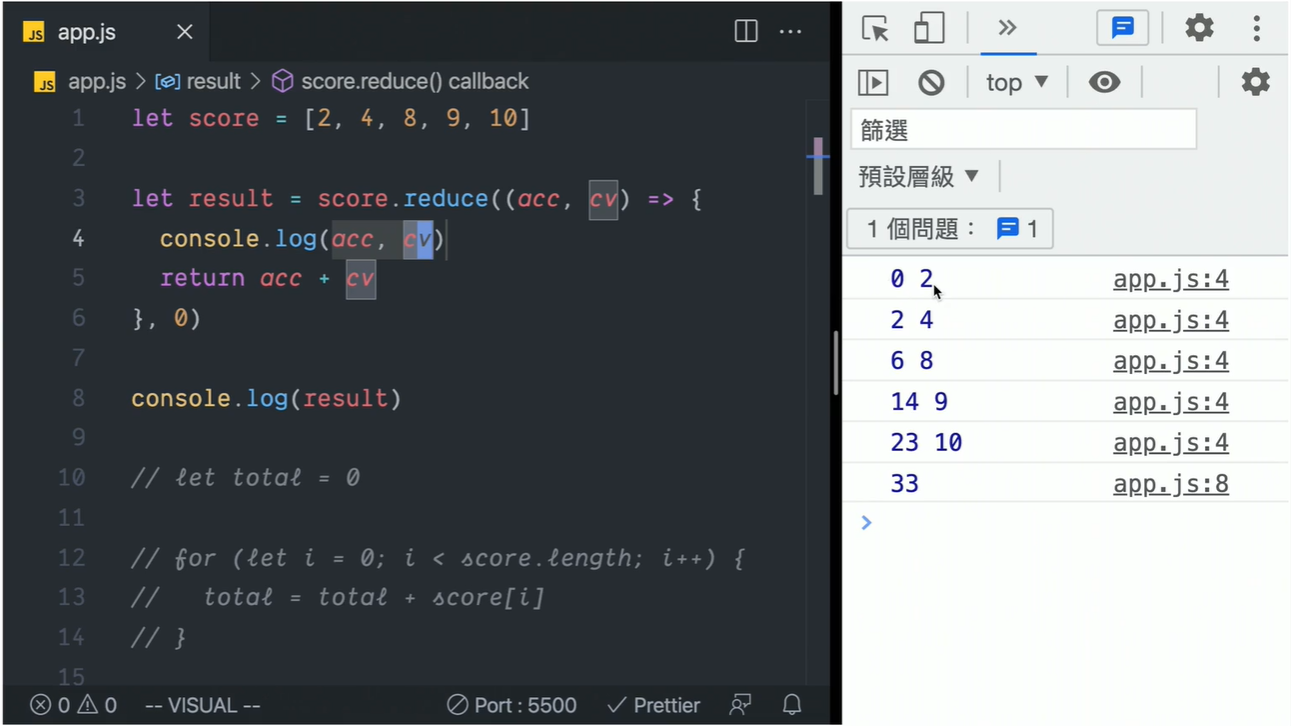 JS app.js
JS app.js > result > score.reduce() callback
1 let score = [2, 4, 8, 9, 10]
2
3 let result = score.reduce((acc, cv) => {
4 console.log(acc, cv)
5 return acc + cv
6 }, 0)
7
8 console.log(result)
9
10 // let total = 0
11
12 // for (let i = 0; i < score.length; i++) {
13 //   total = total + score[i]
14 // }
15
0 0 -- VISUAL -- Port : 5500 Prettier
top
篩選
預設層級
1 個問題： 1
0 2 app.js:4
2 4 app.js:4
6 8 app.js:4
14 9 app.js:4
23 10 app.js:4
33 app.js:8